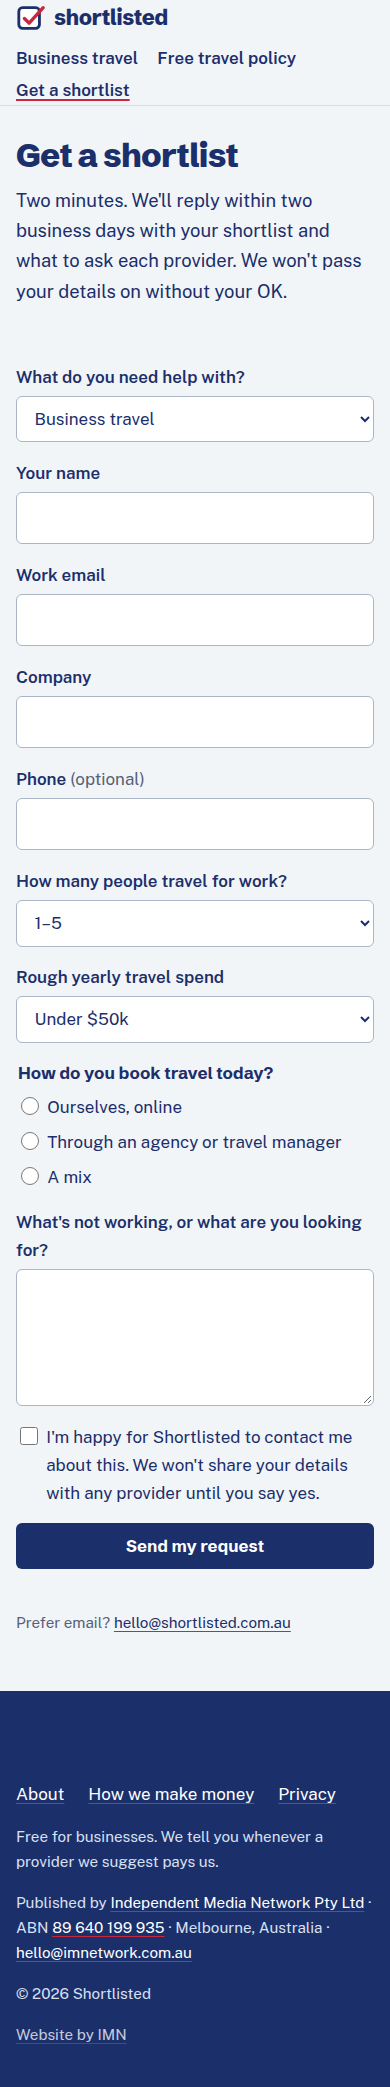 shortlisted
Business travel Free travel policy
Get a shortlist
Get a shortlist
Two minutes. We'll reply within two
business days with your shortlist and
what to ask each provider. We won't pass
your details on without your OK.
What do you need help with?
Business travel
Your name
Work email
Company
Phone (optional)
How many people travel for work?
1–5
Rough yearly travel spend
Under $50k
How do you book travel today?
Ourselves, online
Through an agency or travel manager
A mix
What's not working, or what are you looking
for?
I'm happy for Shortlisted to contact me
about this. We won't share your details
with any provider until you say yes.
Send my request
Prefer email? hello@shortlisted.com.au
About How we make money Privacy
Free for businesses. We tell you whenever a
provider we suggest pays us.
Published by Independent Media Network Pty Ltd ·
ABN 89 640 199 935 · Melbourne, Australia ·
hello@imnetwork.com.au
© 2026 Shortlisted
Website by IMN